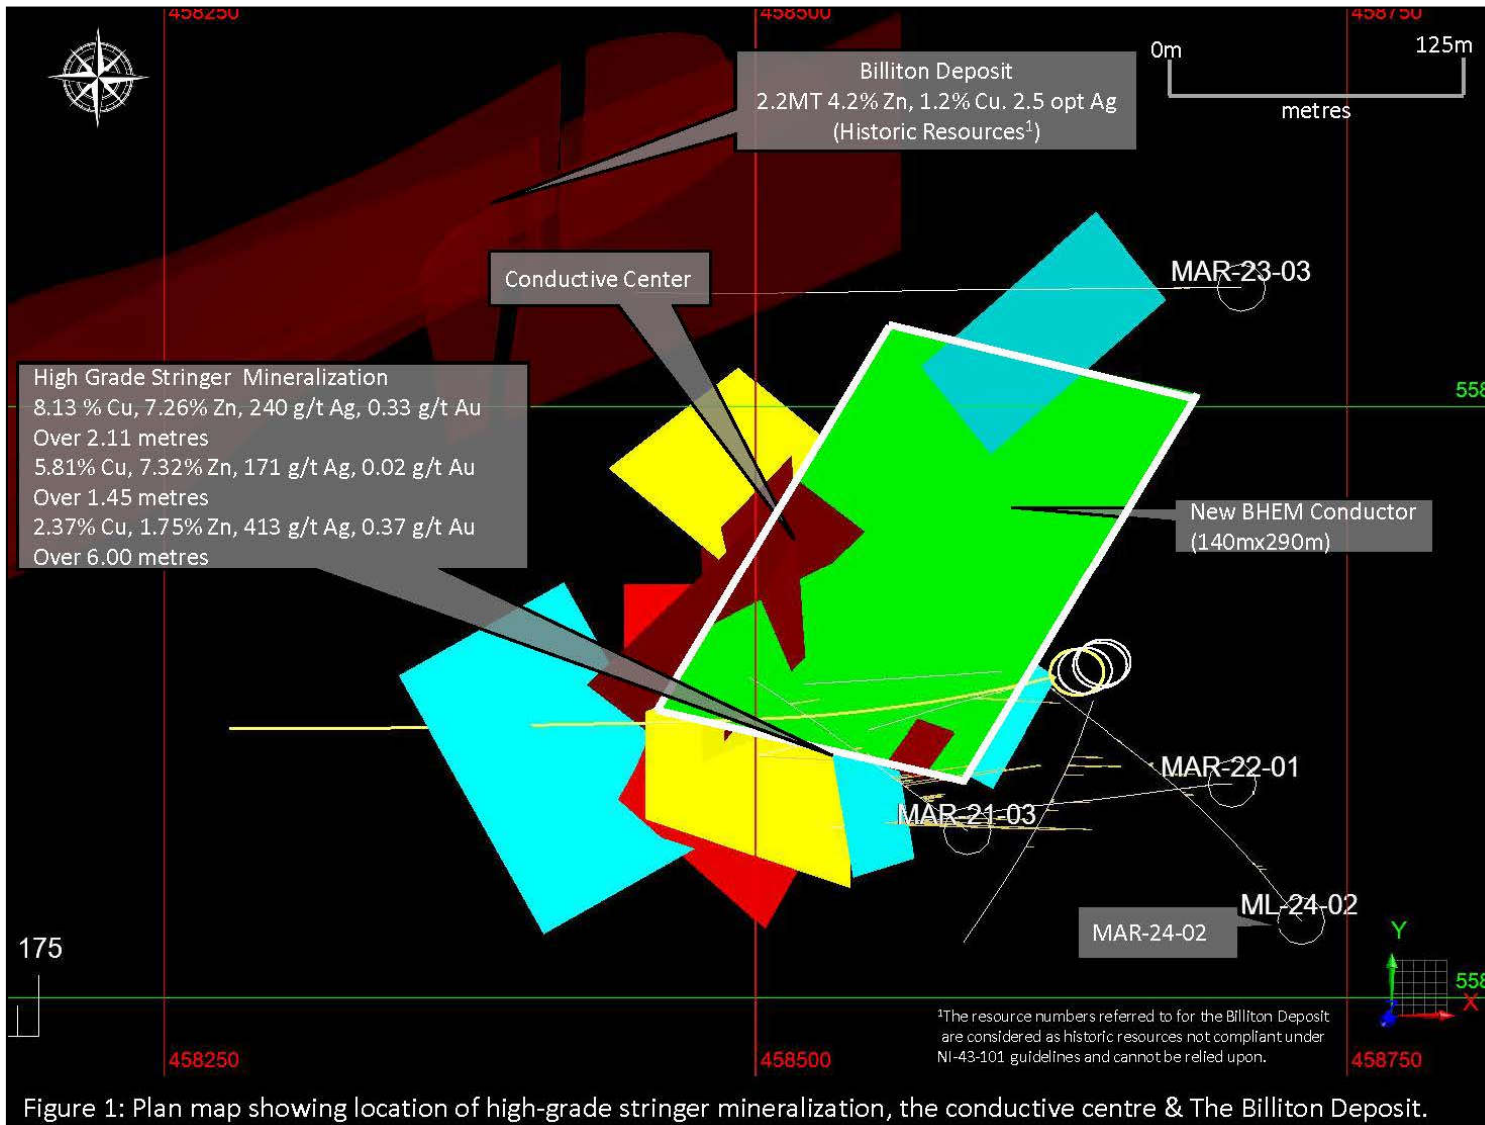 458250
458500
458750
0m
125m
metres
Billiton Deposit
2.2MT 4.2% Zn, 1.2% Cu. 2.5 opt Ag
(Historic Resources¹)
MAR-23-03
Conductive Center
High Grade Stringer Mineralization
8.13 % Cu, 7.26% Zn, 240 g/t Ag, 0.33 g/t Au
Over 2.11 metres
5.81% Cu, 7.32% Zn, 171 g/t Ag, 0.02 g/t Au
Over 1.45 metres
2.37% Cu, 1.75% Zn, 413 g/t Ag, 0.37 g/t Au
Over 6.00 metres
558
New BHEM Conductor
(140mx290m)
MAR-22-01
MAR-21-03
ML-24-02
MAR-24-02
175
Y
558
X
¹The resource numbers referred to for the Billiton Deposit
are considered as historic resources not compliant under
NI-43-101 guidelines and cannot be relied upon.
458250
458500
458750
Figure 1: Plan map showing location of high-grade stringer mineralization, the conductive centre & The Billiton Deposit.